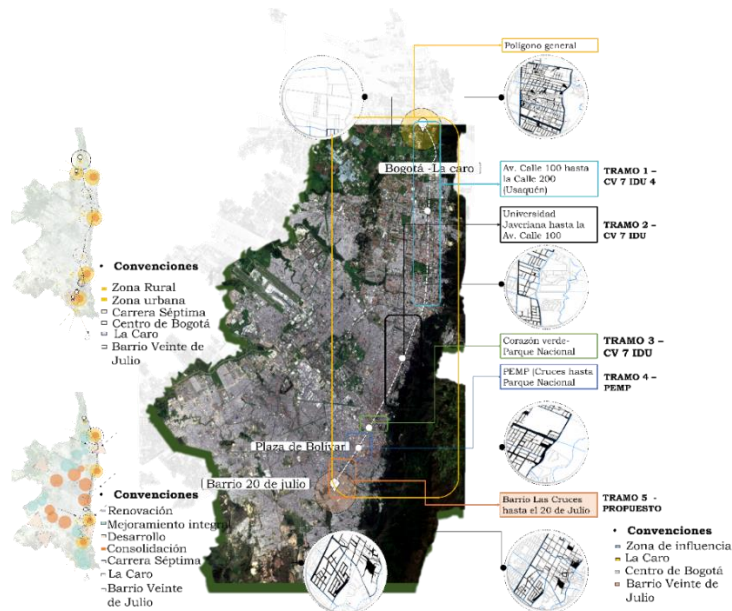 Polígono general
Bogotá -La caro
Av. Calle 100 hasta
la Calle 200
(Usaquén)
TRAMO 1 –
CV 7 IDU 4
Universidad
Javeriana hasta la
Av. Calle 100
TRAMO 2 –
CV 7 IDU
• Convenciones
Zona Rural
Zona urbana
Carrera Séptima
Centro de Bogotá
La Caro
Barrio Veinte de
Julio
Corazón verde-
Parque Nacional
TRAMO 3 –
CV 7 IDU
PEMP (Cruces hasta
Parque Nacional
TRAMO 4 –
PEMP
Plaza de Bolívar
Barrio 20 de julio
Barrio Las Cruces
hasta el 20 de Julio
TRAMO 5 -
PROPUESTO
• Convenciones
Renovación
Mejoramiento integral
Desarrollo
Consolidación
Carrera Séptima
La Caro
Barrio Veinte
de Julio
• Convenciones
Zona de influencia
La Caro
Centro de Bogotá
Barrio Veinte de
Julio